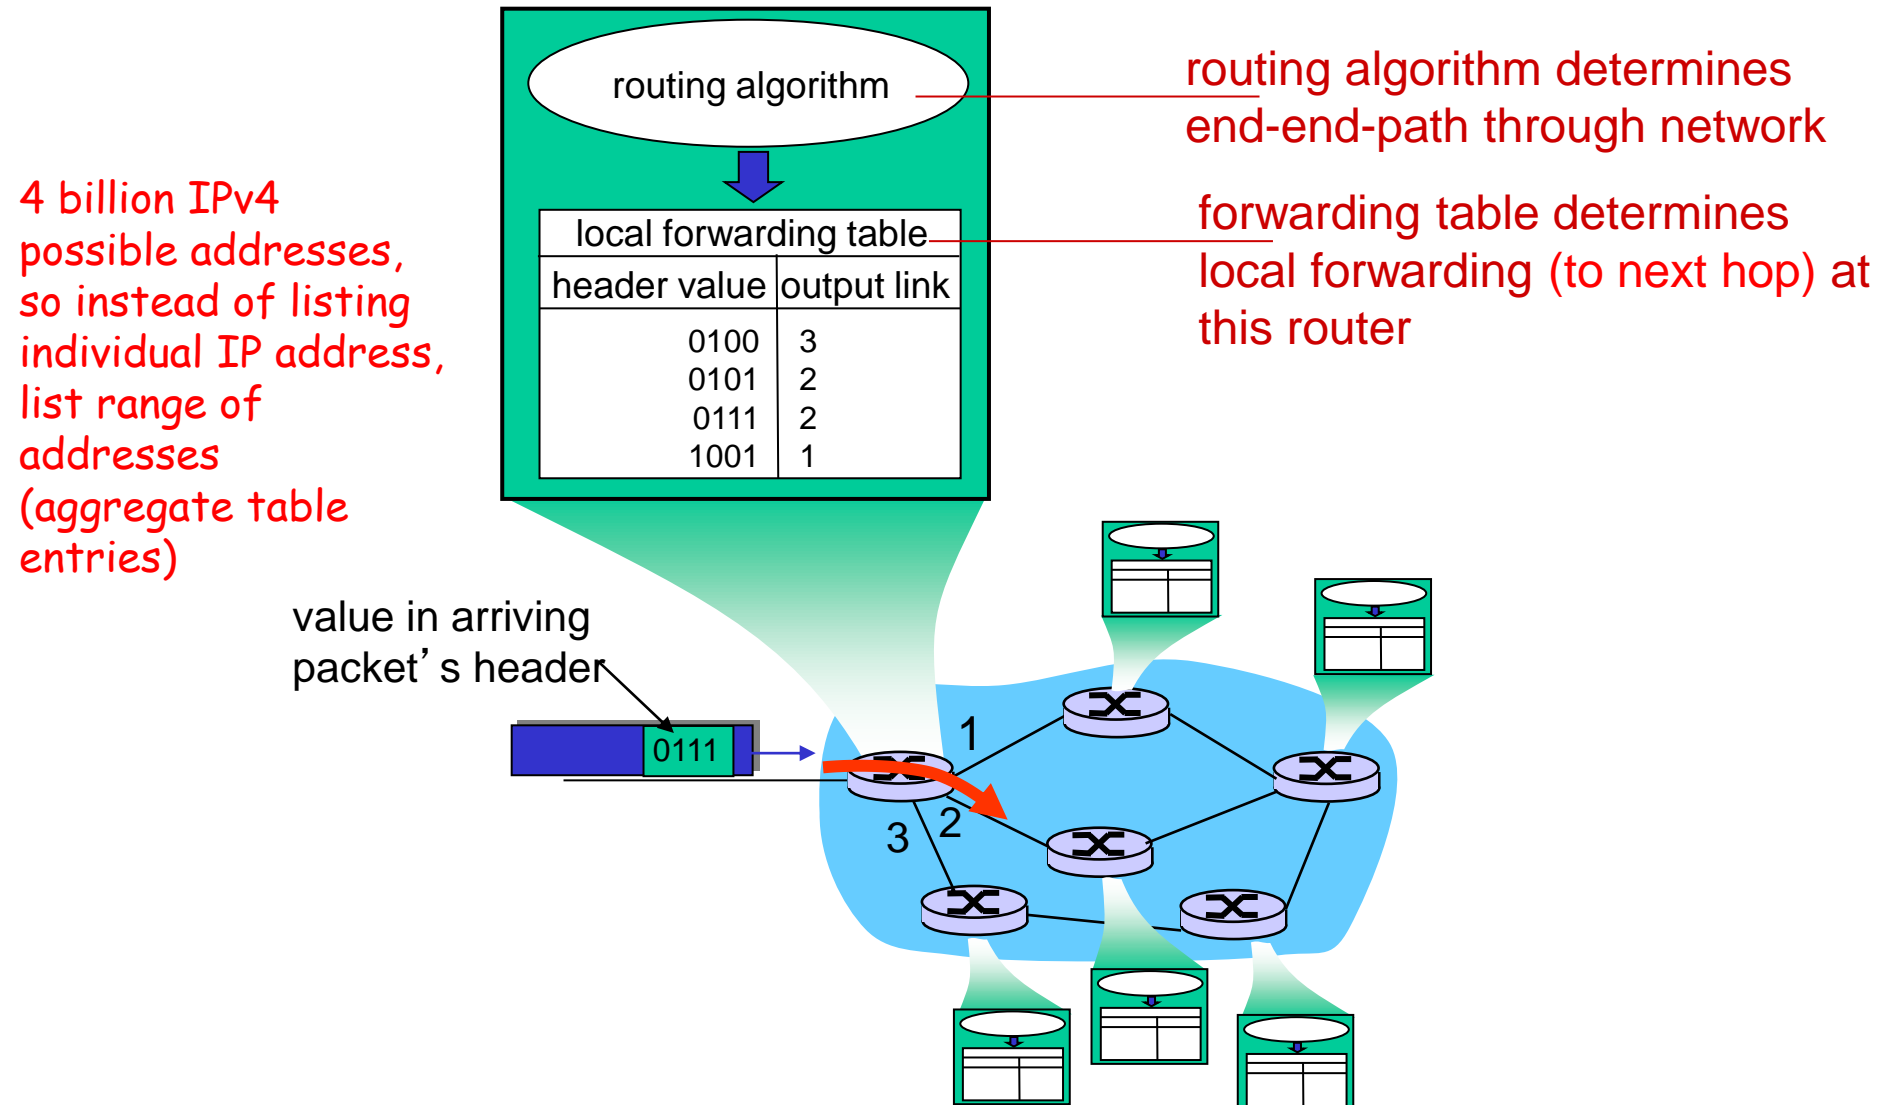 routing algorithm
local forwarding table
header value output link
0100 3
0101 2
0111 2
1001 1
routing algorithm determines
end-end-path through network
forwarding table determines
local forwarding (to next hop) at
this router
4 billion IPv4
possible addresses,
so instead of listing
individual IP address,
list range of
addresses
(aggregate table
entries)
value in arriving
packet’s header
0111
1
2
3